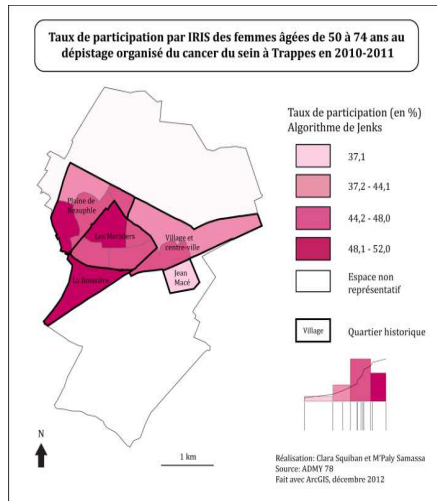 Taux de participation par IRIS des femmes âgées de 50 à 74 ans au
dépistage organisé du cancer du sein à Trappes en 2010-2011
Taux de participation (en %)
Algorithme de Jenks
37,1
37,2 - 44,1
44,2 - 48,0
48,1 - 52,0
Espace non
représentatif
Village
Quartier historique
Plaine de
Neauphle
Les Merisiers
Village et
centre-ville
Jean
Macé
La Boissière
N
1 km
Réalisation: Clara Squiban et M'Paly Samassa
Source: ADMY 78
Fait avec ArcGIS, décembre 2012